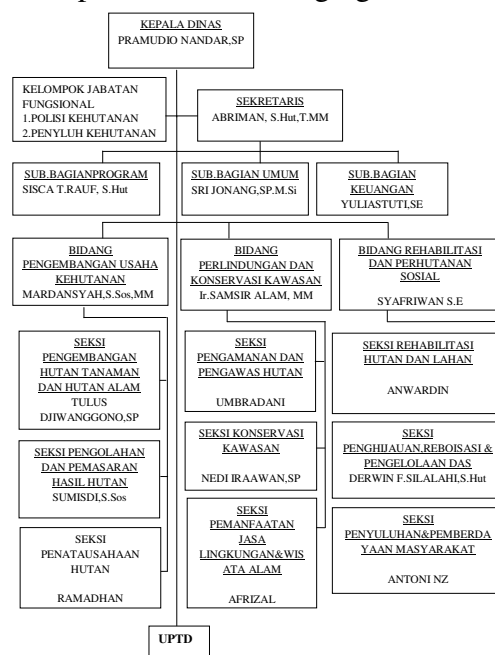 KEPALA DINAS
PRAMUDIO NANDAR,SP
KELOMPOK JABATAN
FUNGSIONAL
1.POLISI KEHUTANAN
2.PENYLUH KEHUTANAN
SEKRETARIS
ABRIMAN, S.Hut,T.MM
SUB.BAGIANPROGRAM
SISCA T.RAUF, S.Hut
SUB.BAGIAN UMUM
SRI JONANG,SP.M.Si
SUB.BAGIAN
KEUANGAN
YULIASTUTI,SE
BIDANG
PENGEMBANGAN USAHA
KEHUTANAN
MARDANSYAH,S.Sos,MM
BIDANG
PERLINDUNGAN DAN
KONSERVASI KAWASAN
Ir.SAMSIR ALAM, MM
BIDANG REHABILITASI
DAN PERHUTANAN
SOSIAL
SYAFRIWAN S.E
SEKSI
PENGEMBANGAN
HUTAN TANAMAN
DAN HUTAN ALAM
TULUS
DJIWANGGONO,SP
SEKSI
PENGAMANAN DAN
PENGAWAS HUTAN
UMBRADANI
SEKSI REHABILITASI
HUTAN DAN LAHAN
ANWARDIN
SEKSI PENGOLAHAN
DAN PEMASARAN
HASIL HUTAN
SUMISDI,S.Sos
SEKSI KONSERVASI
KAWASAN
NEDI IRAAWAN,SP
SEKSI
PENGHIJAUAN,REBOISASI &
PENGELOLAAN DAS
DERWIN F.SILALAHI,S.Hut
SEKSI
PENATAUSAHAAN
HUTAN
RAMADHAN
SEKSI
PEMANFAATAN
JASA
LINGKUNGAN&WIS
ATA ALAM
AFRIZAL
SEKSI
PENYULUHAN&PEMBERDA
YAAN MASYARAKAT
ANTONI NZ
UPTD